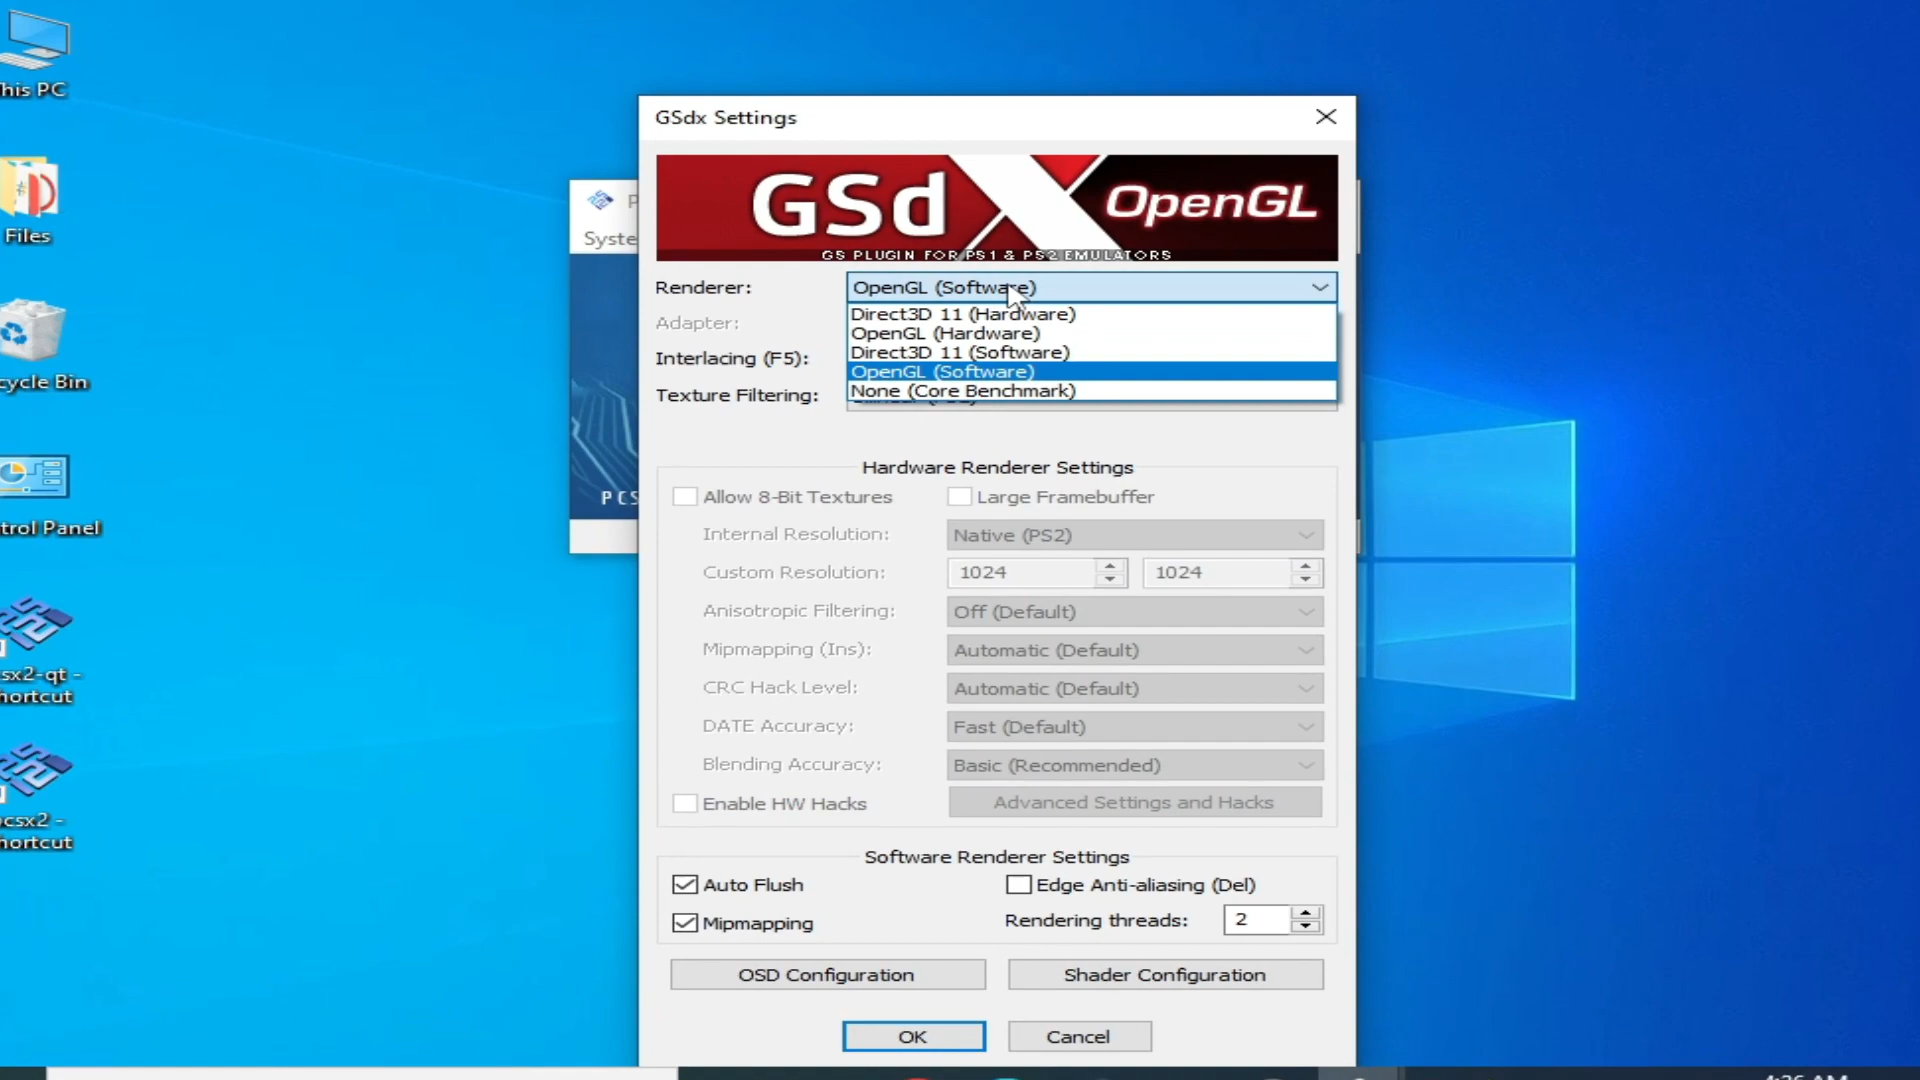 This PC
Files
cycle Bin
trol Panel
sx2-qt -
hortcut
pcsx2 -
hortcut
P
Syste
PCS
GSdx Settings
GSdX OpenGL
GS PLUGIN FOR PS1 & PS2 EMULATORS
Renderer: OpenGL (Software)
Direct3D 11 (Hardware)
OpenGL (Hardware)
Direct3D 11 (Software)
OpenGL (Software)
None (Core Benchmark)
Adapter:
Interlacing (F5):
Texture Filtering:
Hardware Renderer Settings
Allow 8-Bit Textures Large Framebuffer
Internal Resolution: Native (PS2)
Custom Resolution: 1024 1024
Anisotropic Filtering: Off (Default)
Mipmapping (Ins): Automatic (Default)
CRC Hack Level: Automatic (Default)
DATE Accuracy: Fast (Default)
Blending Accuracy: Basic (Recommended)
Enable HW Hacks Advanced Settings and Hacks
Software Renderer Settings
Auto Flush Edge Anti-aliasing (Del)
Mipmapping Rendering threads: 2
OSD Configuration Shader Configuration
OK Cancel